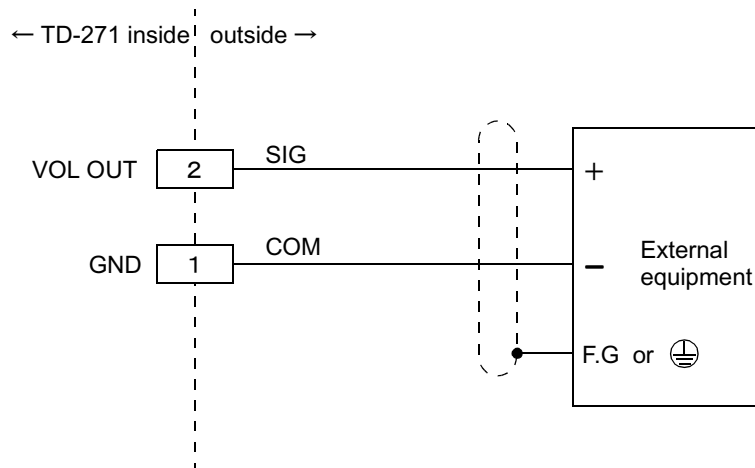 ← TD-271 inside outside →
VOL OUT 2 SIG +
GND 1 COM −
External
equipment
F.G or ⏚